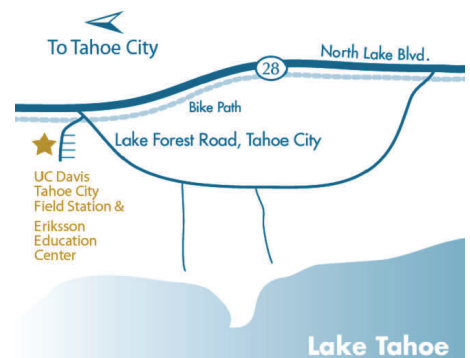 To Tahoe City
North Lake Blvd.
28
Bike Path
Lake Forest Road, Tahoe City
UC Davis
Tahoe City
Field Station &
Eriksson
Education
Center
Lake Tahoe